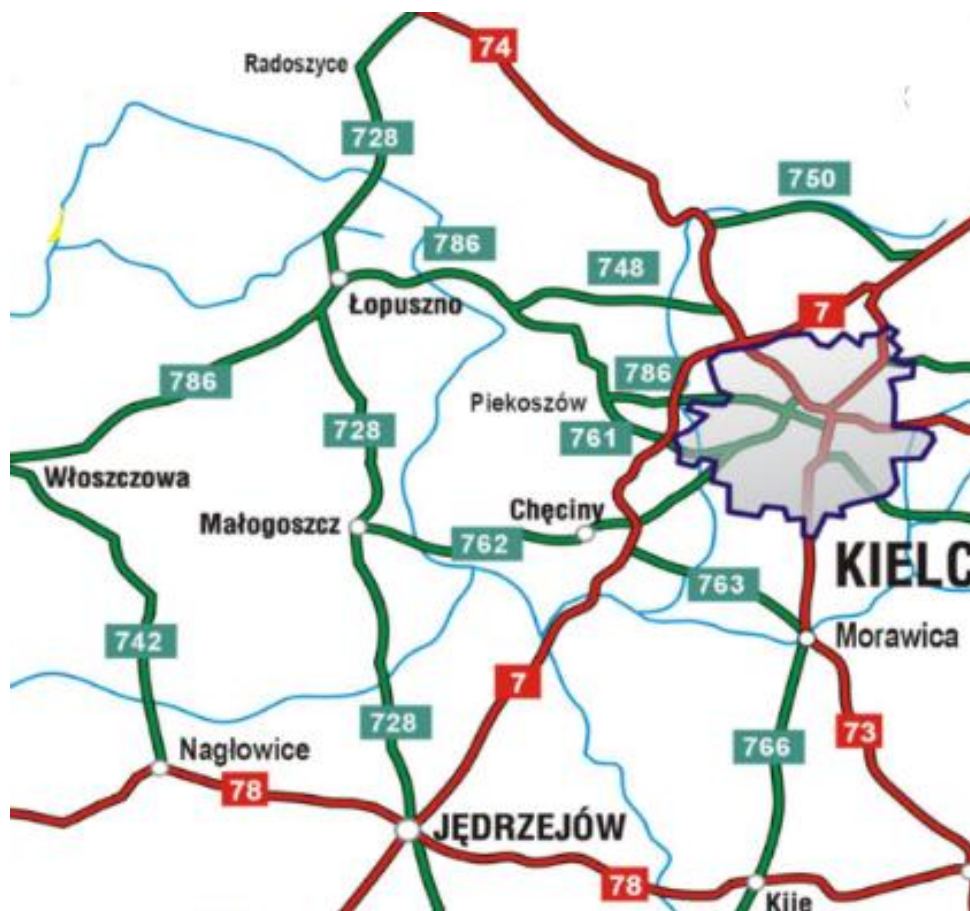 74
Radoszyce
728
750
786
748
Łopuszno
7
786
786
Piekoszów
728
761
Włoszczowa
Chęciny
Małogoszcz
762
KIELC
763
742
Morawica
7
728
73
Nagłowice
766
78
JĘDRZEJÓW
78
Kije